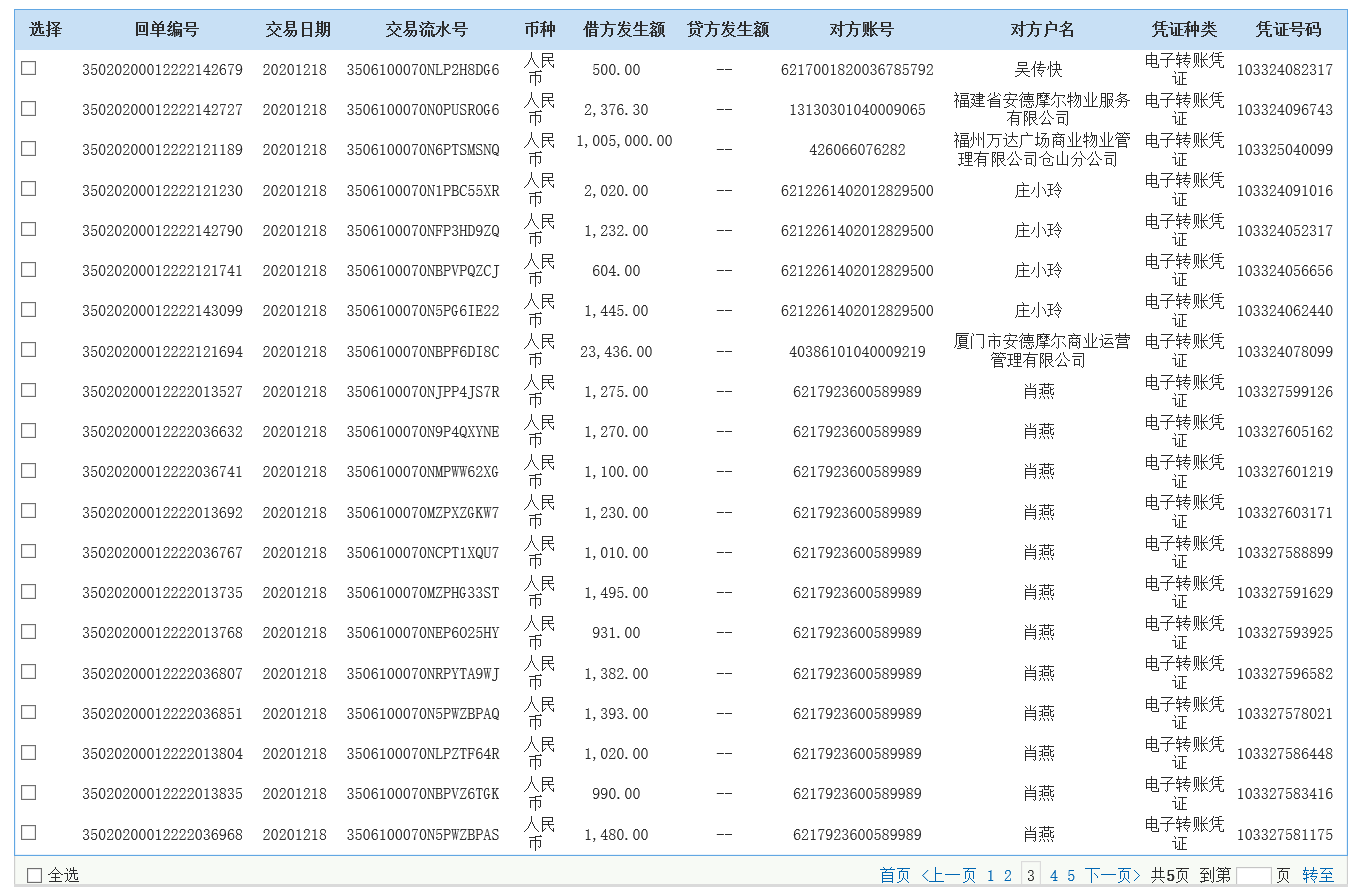 选择 回单编号 交易日期 交易流水号 币种 借方发生额 贷方发生额 对方账号 对方户名 凭证种类 凭证号码
35020200012222142679 20201218 3506100070NLP2H8DG6 人民币 500.00 -- 6217001820036785792 吴传快 电子转账凭证 103324082317
35020200012222142727 20201218 3506100070N0PUSR0G6 人民币 2,376.30 -- 13130301040009065 福建省安德摩尔物业服务有限公司 电子转账凭证 103324096743
35020200012222121189 20201218 3506100070N6PTSMSNQ 人民币 1,005,000.00 -- 426066076282 福州万达广场商业物业管理有限公司仓山分公司 电子转账凭证 103325040099
35020200012222121230 20201218 3506100070N1PBC55XR 人民币 2,020.00 -- 6212261402012829500 庄小玲 电子转账凭证 103324091016
35020200012222142790 20201218 3506100070NFP3HD9ZQ 人民币 1,232.00 -- 6212261402012829500 庄小玲 电子转账凭证 103324052317
35020200012222121741 20201218 3506100070NBPVPQZCJ 人民币 604.00 -- 6212261402012829500 庄小玲 电子转账凭证 103324056656
35020200012222143099 20201218 3506100070N5PG6IE22 人民币 1,445.00 -- 6212261402012829500 庄小玲 电子转账凭证 103324062440
35020200012222121694 20201218 3506100070NBPF6DI8C 人民币 23,436.00 -- 40386101040009219 厦门市安德摩尔商业运营管理有限公司 电子转账凭证 103324078099
35020200012222013527 20201218 3506100070NJPP4JS7R 人民币 1,275.00 -- 6217923600589989 肖燕 电子转账凭证 103327599126
35020200012222036632 20201218 3506100070N9P4QXYNE 人民币 1,270.00 -- 6217923600589989 肖燕 电子转账凭证 103327605162
35020200012222036741 20201218 3506100070NMPWW62XG 人民币 1,100.00 -- 6217923600589989 肖燕 电子转账凭证 103327601219
35020200012222013692 20201218 3506100070MZPXZGKW7 人民币 1,230.00 -- 6217923600589989 肖燕 电子转账凭证 103327603171
35020200012222036767 20201218 3506100070NCPT1XQU7 人民币 1,010.00 -- 6217923600589989 肖燕 电子转账凭证 103327588899
35020200012222013735 20201218 3506100070MZPHG33ST 人民币 1,495.00 -- 6217923600589989 肖燕 电子转账凭证 103327591629
35020200012222013768 20201218 3506100070NEP6O25HY 人民币 931.00 -- 6217923600589989 肖燕 电子转账凭证 103327593925
35020200012222036807 20201218 3506100070NRPYTA9WJ 人民币 1,382.00 -- 6217923600589989 肖燕 电子转账凭证 103327596582
35020200012222036851 20201218 3506100070N5PWZBPAQ 人民币 1,393.00 -- 6217923600589989 肖燕 电子转账凭证 103327578021
35020200012222013804 20201218 3506100070NLPZTF64R 人民币 1,020.00 -- 6217923600589989 肖燕 电子转账凭证 103327586448
35020200012222013835 20201218 3506100070NBPVZ6TGK 人民币 990.00 -- 6217923600589989 肖燕 电子转账凭证 103327583416
35020200012222036968 20201218 3506100070N5PWZBPAS 人民币 1,480.00 -- 6217923600589989 肖燕 电子转账凭证 103327581175
全选 首页 <上一页 1 2 3 4 5 下一页> 共5页 到第 页 转至